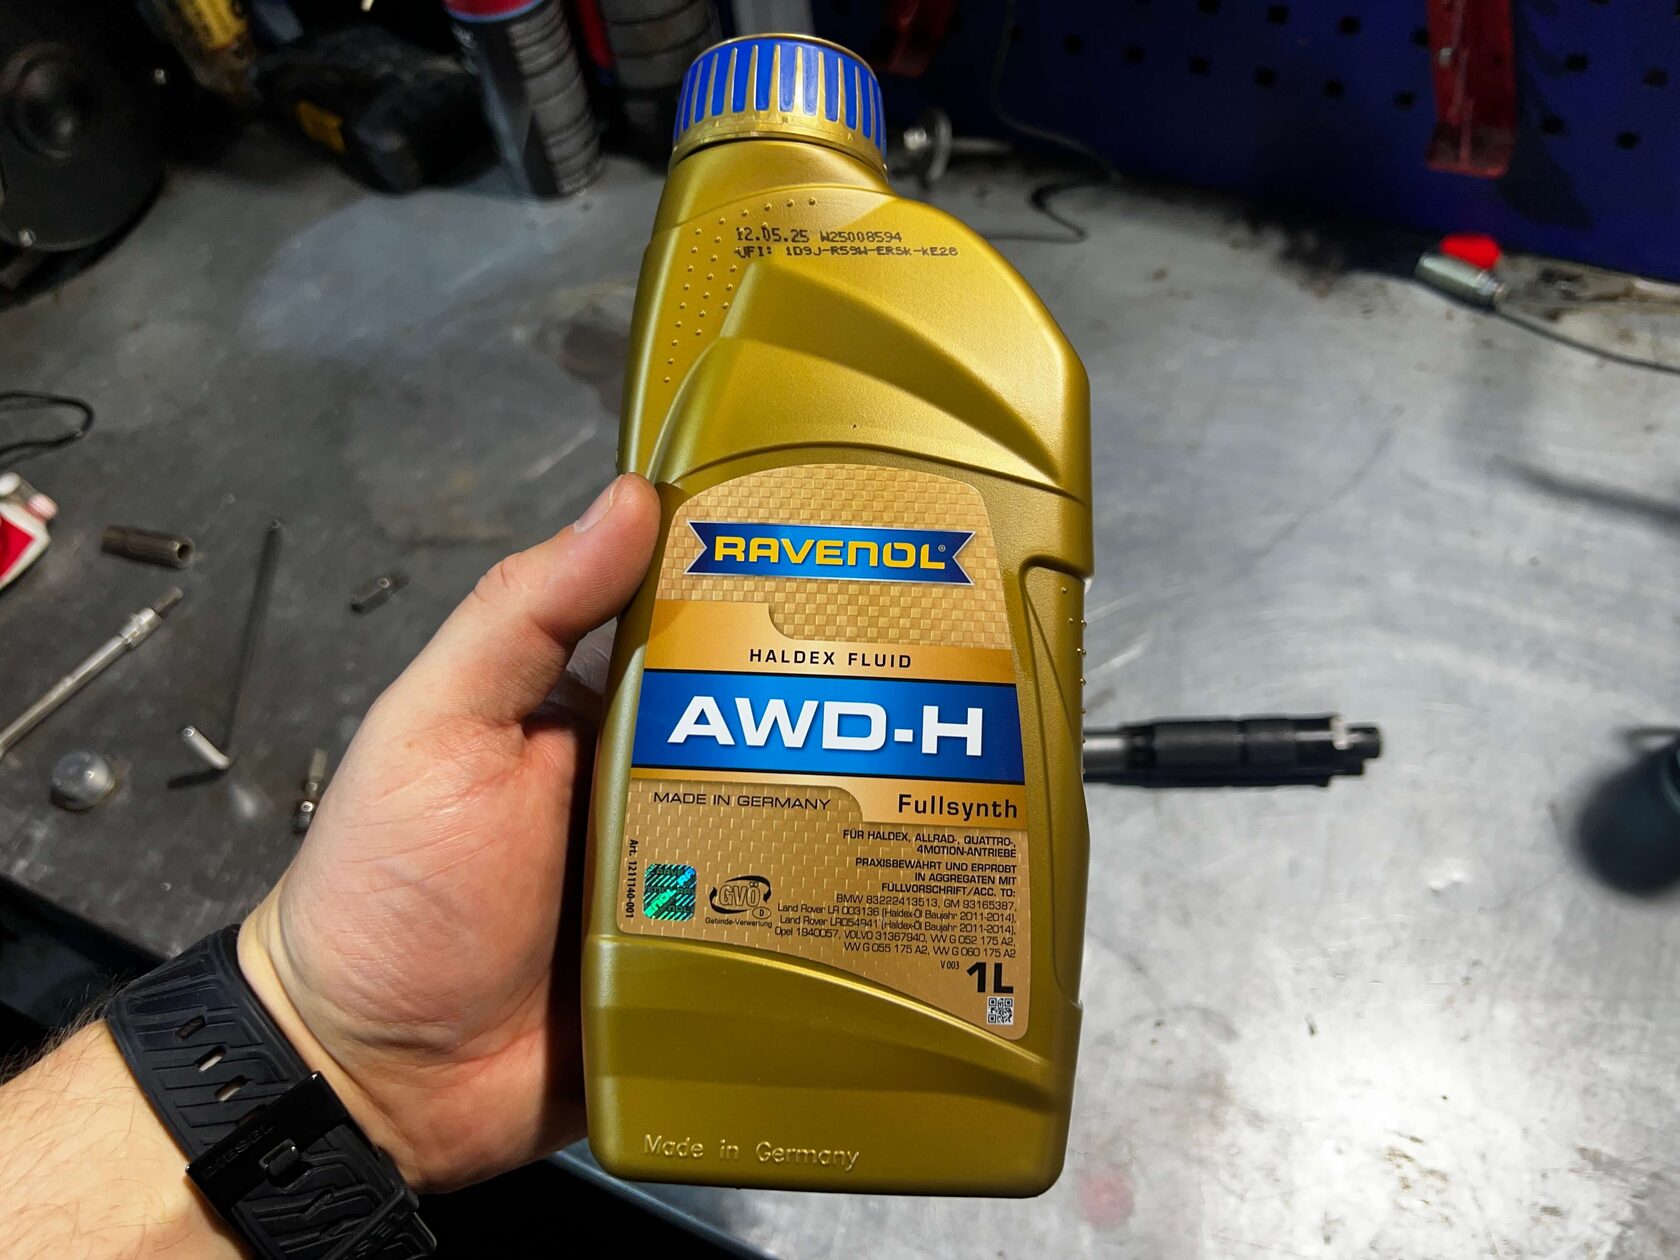 12.05.25 W25008594
UFI: 1D9J-R59W-ER5K-KE28
RAVENOL®
HALDEX FLUID
AWD-H
MADE IN GERMANY
Fullsynth
FÜR HALDEX, ALLRAD-, QUATTRO-,
4MOTION-ANTRIEBE
PRAXISBEWÄHRT UND ERPROBT
IN AGGREGATEN MIT
FÜLLVORSCHRIFT/ACC. TO:
BMW 83222413513, GM 93165387,
Land Rover LR 003136 (Haldex-Öl Baujahr 2011-2014),
Land Rover LR054941 (Haldex-Öl Baujahr 2011-2014),
Opel 1940057, VOLVO 31367940, VW G 052 175 A2,
VW G 055 175 A2, VW G 060 175 A2
Art. 1211140-001
GVÖ
D
Gebinde-Verwertung
V 003
1L
Made in Germany
DIESEL